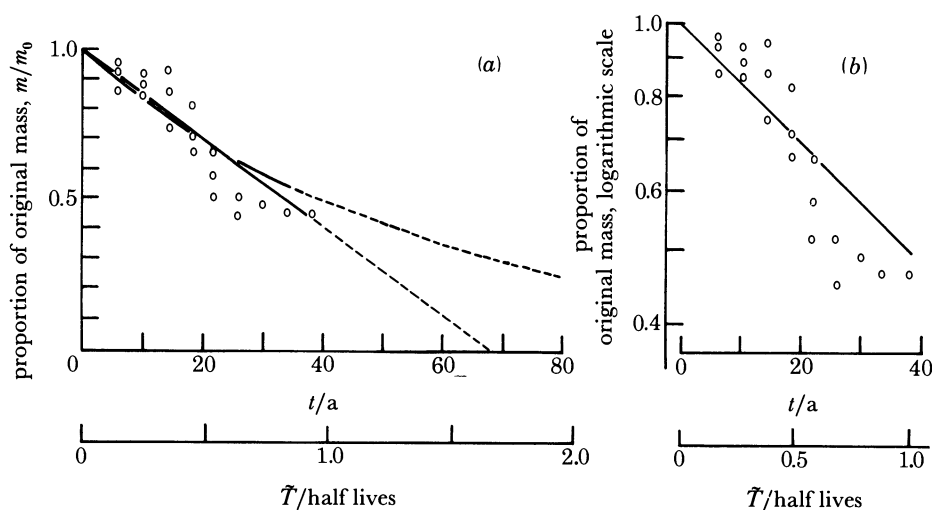 (a)
proportion of original mass, m/m₀
1.0
0.5
0 20 40 60 80
t/a
0 1.0 2.0
T̃/half lives
(b)
proportion of
original mass, logarithmic scale
1.0
0.8
0.6
0.4
0 20 40
t/a
0 0.5 1.0
T̃/half lives